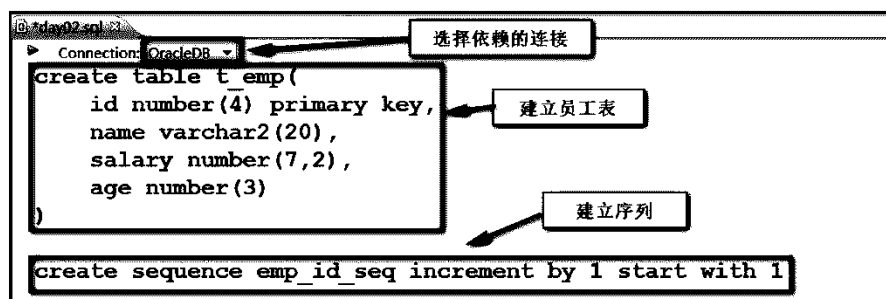 *day02.sql
选择依赖的连接
Connection: OracleDB
create table t_emp(
id number(4) primary key,
建立员工表
name varchar2(20),
salary number(7,2),
age number(3)
)
建立序列
create sequence emp_id_seq increment by 1 start with 1